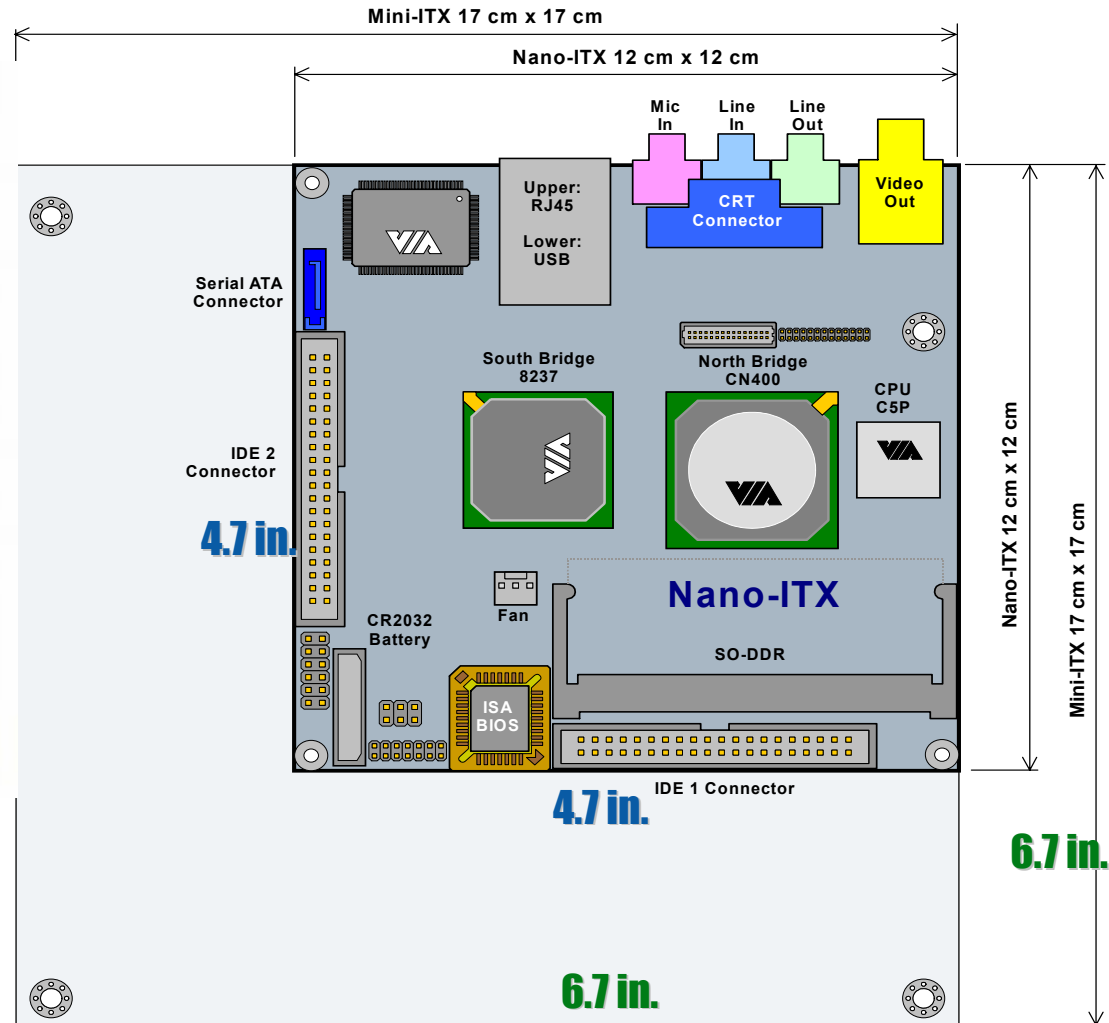 Mini-ITX 17 cm x 17 cm
Nano-ITX 12 cm x 12 cm
Mic
In
Line
In
Line
Out
Upper:
RJ45
Lower:
USB
CRT
Connector
Video
Out
VIA
Serial ATA
Connector
South Bridge
8237
North Bridge
CN400
CPU
C5P
VIA
VIA
VIA
IDE 2
Connector
4.7 in.
Nano-ITX 12 cm x 12 cm
Mini-ITX 17 cm x 17 cm
Fan
Nano-ITX
CR2032
Battery
SO-DDR
ISA
BIOS
IDE 1 Connector
4.7 in.
6.7 in.
6.7 in.